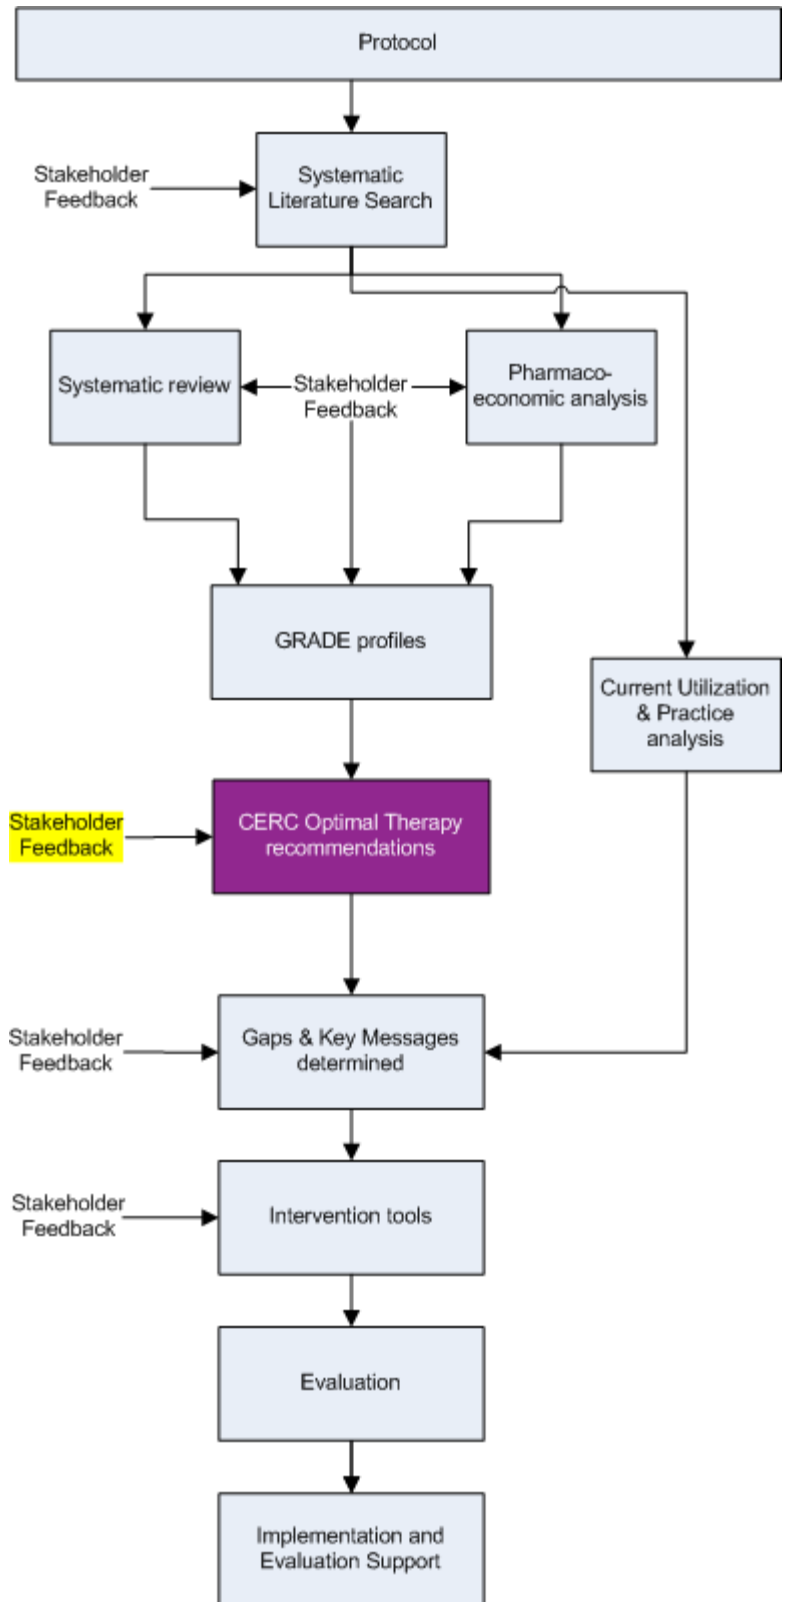 Protocol
Stakeholder
Feedback
Systematic
Literature Search
Systematic review
Stakeholder
Feedback
Pharmaco-
economic analysis
GRADE profiles
Current Utilization
& Practice
analysis
Stakeholder
Feedback
CERC Optimal Therapy
recommendations
Stakeholder
Feedback
Gaps & Key Messages
determined
Stakeholder
Feedback
Intervention tools
Evaluation
Implementation and
Evaluation Support